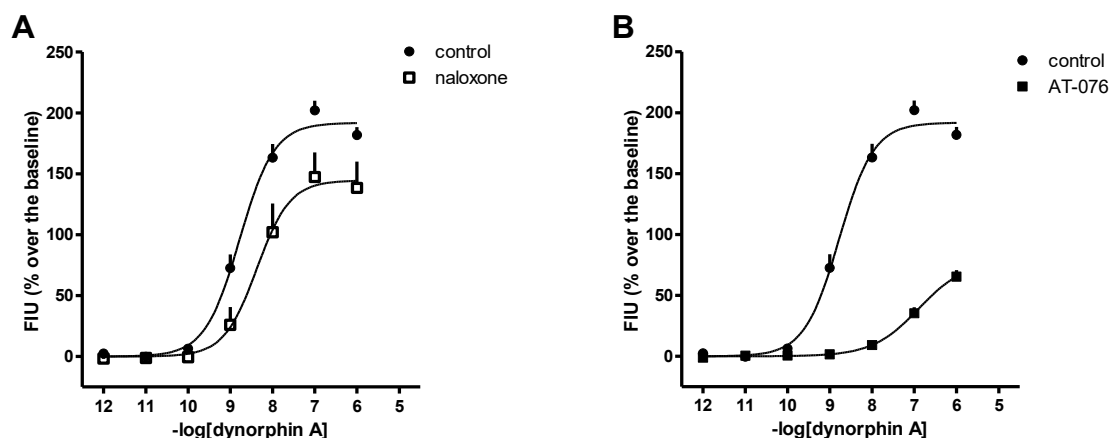 A
control
naloxone
FIU (% over the baseline)
250
200
150
100
50
0
12 11 10 9 8 7 6 5
-log[dynorphin A]
B
control
AT-076
FIU (% over the baseline)
250
200
150
100
50
0
12 11 10 9 8 7 6 5
-log[dynorphin A]